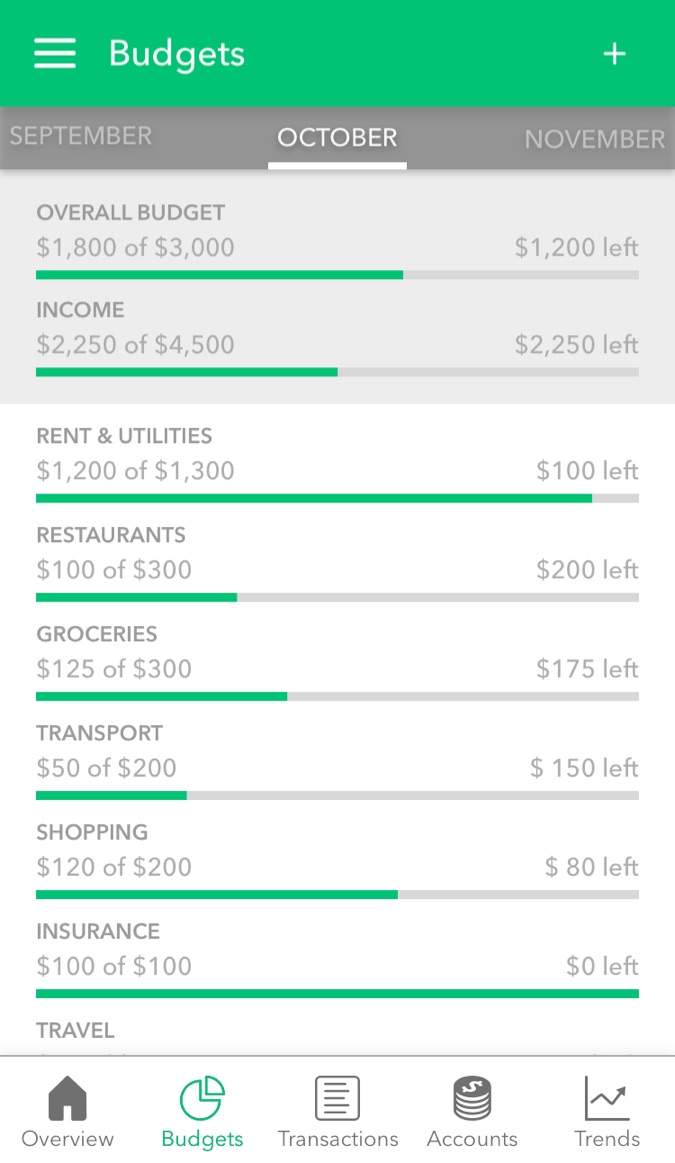 Budgets +
SEPTEMBER OCTOBER NOVEMBER
OVERALL BUDGET
$1,800 of $3,000 $1,200 left
INCOME
$2,250 of $4,500 $2,250 left
RENT & UTILITIES
$1,200 of $1,300 $100 left
RESTAURANTS
$100 of $300 $200 left
GROCERIES
$125 of $300 $175 left
TRANSPORT
$50 of $200 $ 150 left
SHOPPING
$120 of $200 $ 80 left
INSURANCE
$100 of $100 $0 left
TRAVEL
Overview Budgets Transactions Accounts Trends